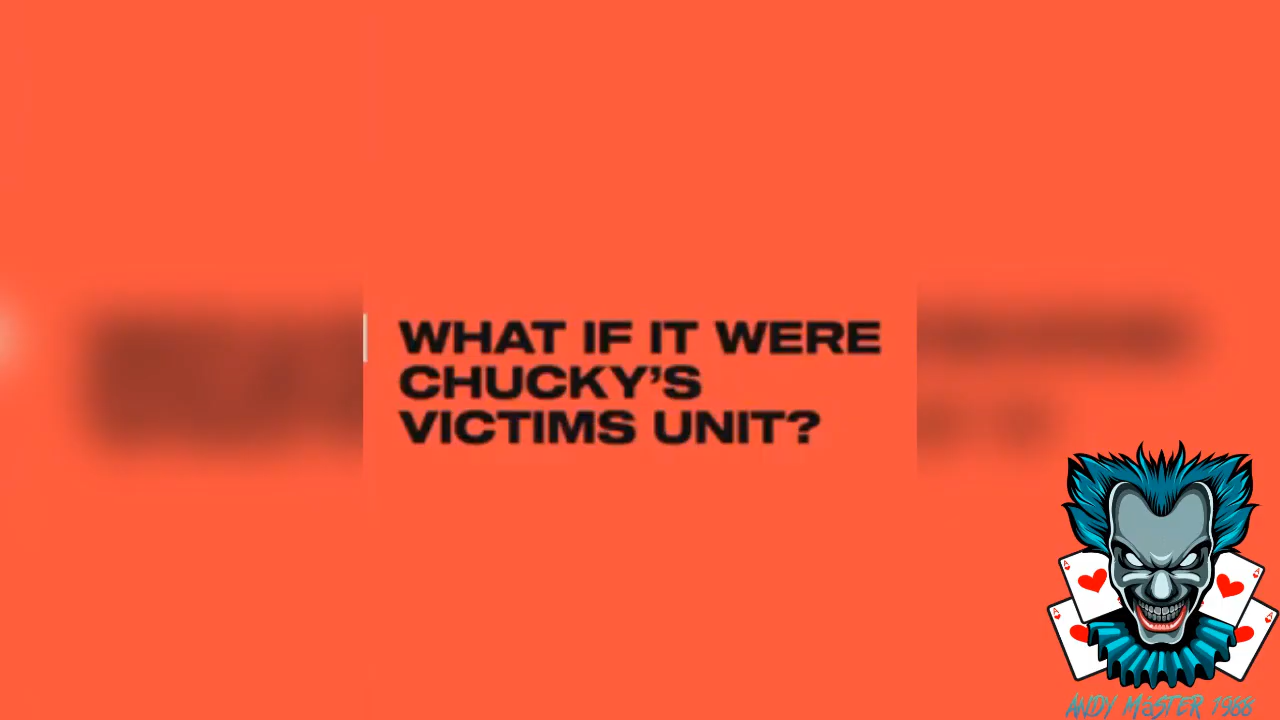 WHAT IF IT WERE
CHUCKY’S
VICTIMS UNIT?
A
A
A
A
ANDY MASTER 1988